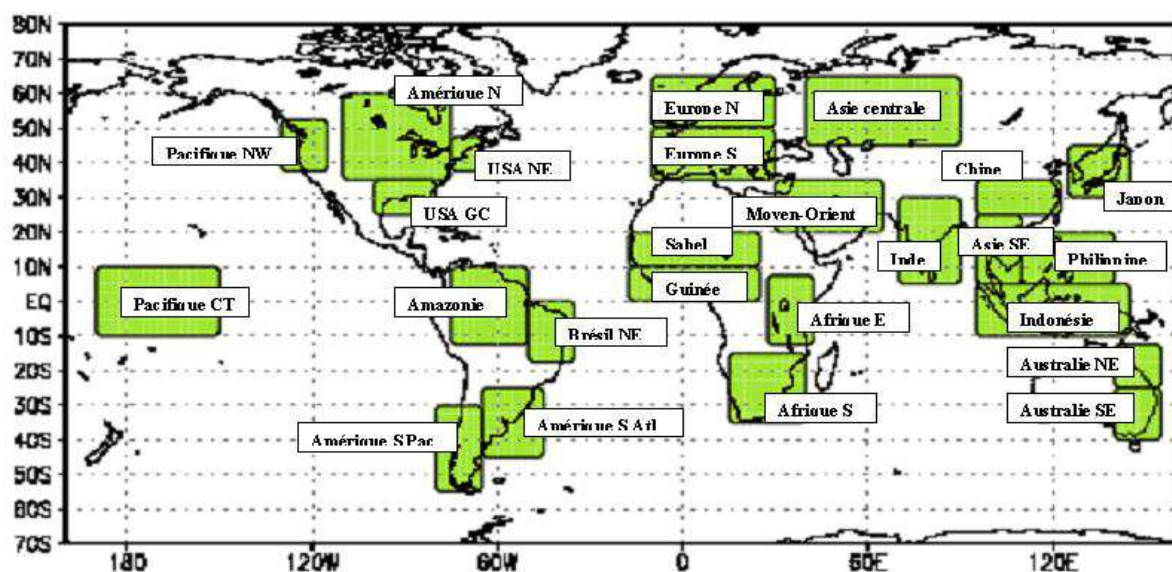 80N
70N
60N
50N
40N
30N
20N
10N
EQ
10S
20S
30S
40S
50S
60S
70S
80S
70S
180
120W
60W
0
60E
120E
Amérique N
Europe N
Asie centrale
Pacifique NW
USA NE
Europe S
Chine
USA GC
Moyen-Orient
Japon
Sahel
Inde
Asie SE
Philippine
Pacifique CT
Amazonie
Guinée
Brésil NE
Afrique E
Indonésie
Australie NE
Amérique S Pac
Amérique S Atl
Afrique S
Australie SE